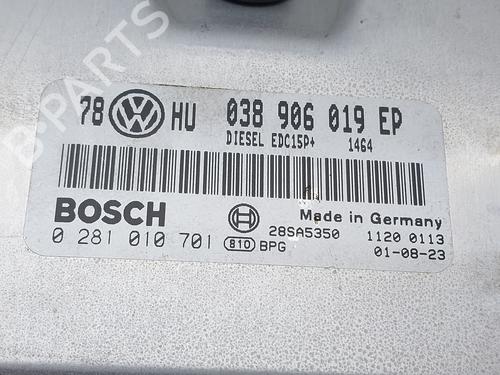 B-PARTS
78 VW HU 038 906 019 EP
DIESEL EDC15P+ 1464
BOSCH
Made in Germany
0 281 010 701 810 BPG 28SA5350 1120 0113
01-08-23